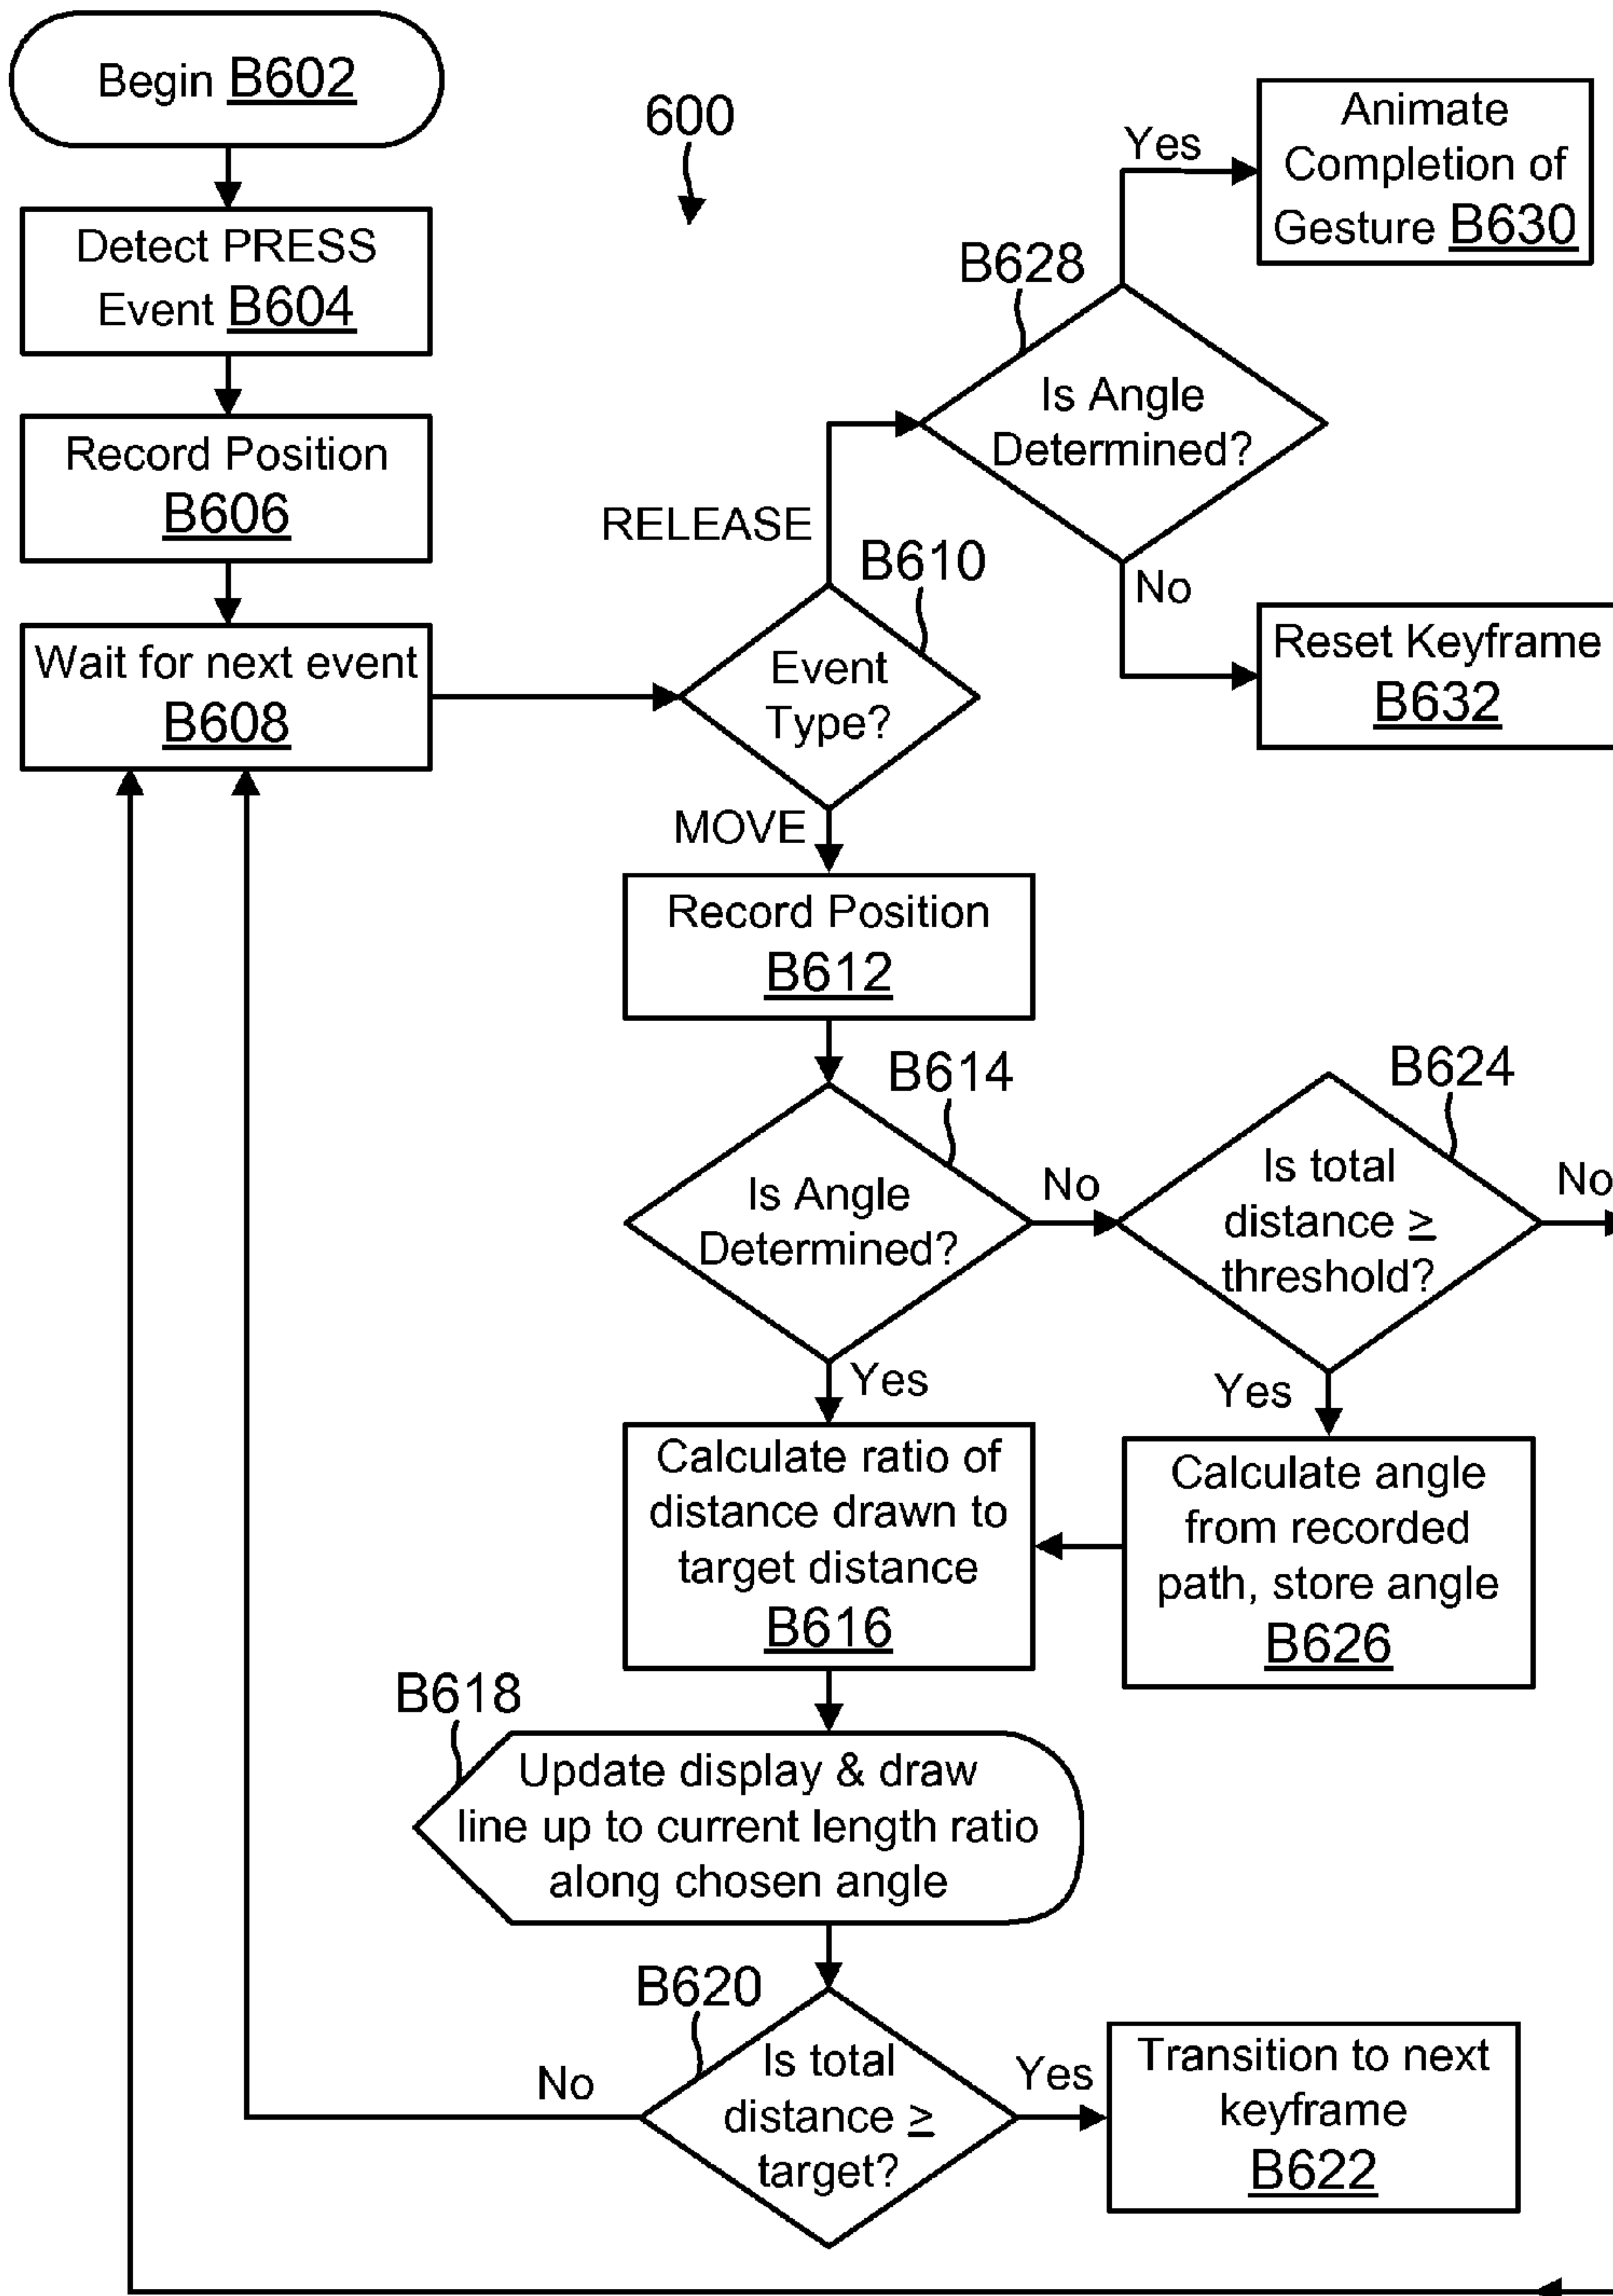 Begin B602
Detect PRESS
Event B604
Record Position
B606
Wait for next event
B608
600
RELEASE
B610
Event
Type?
MOVE
B628
Is Angle
Determined?
Yes
Animate
Completion of
Gesture B630
No
Reset Keyframe
B632
Record Position
B612
B614
Is Angle
Determined?
No
B624
Is total
distance ≥
threshold?
No
Yes
Yes
Calculate ratio of
distance drawn to
target distance
B616
Calculate angle
from recorded
path, store angle
B626
B618
Update display & draw
line up to current length ratio
along chosen angle
B620
Is total
distance ≥
target?
No
Yes
Transition to next
keyframe
B622